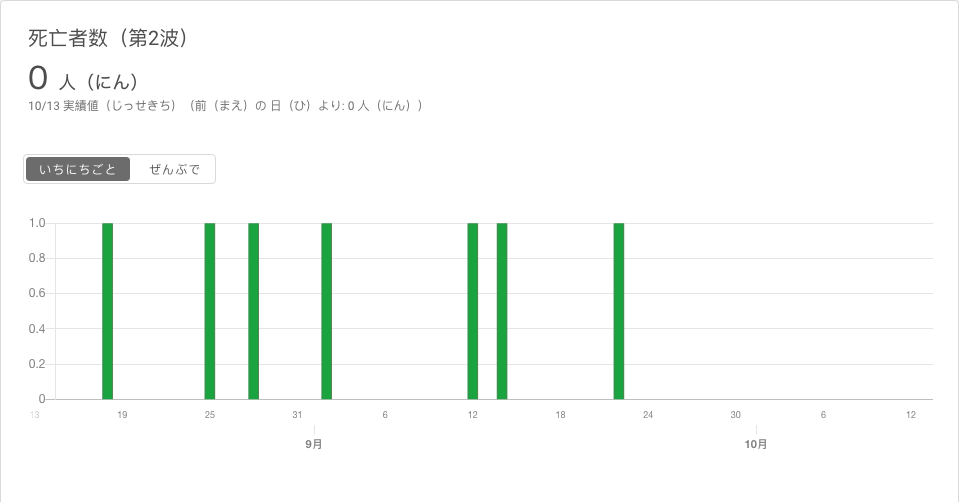 死亡者数（第2波）
0 人（にん）
10/13 実績値（じっせきち）（前（まえ）の 日（ひ）より: 0 人（にん））
いちにちごと ぜんぶで
1.0
0.8
0.6
0.4
0.2
0
13 19 25 31 6 12 18 24 30 6 12
9月 10月